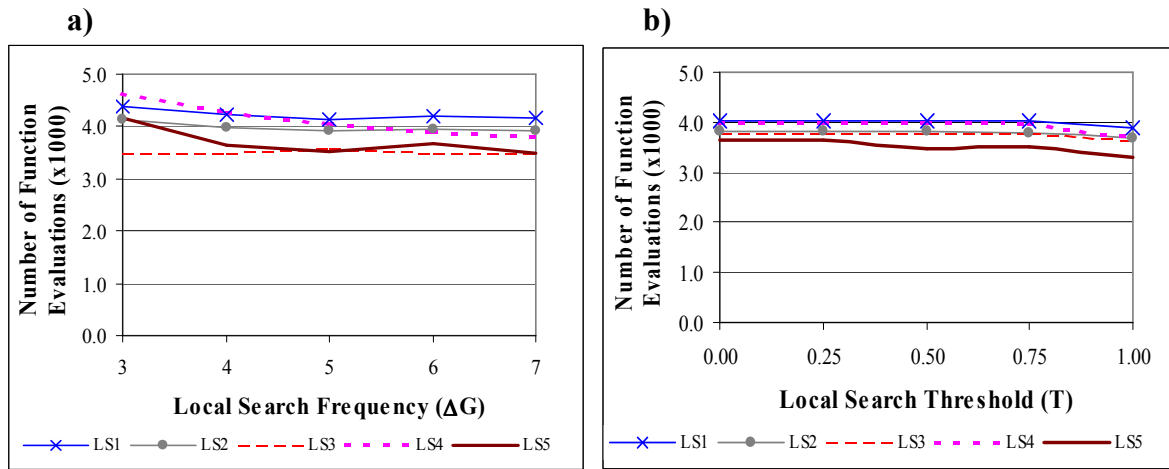 a)
Number of Function
Evaluations (x1000)
5.0
4.0
3.0
2.0
1.0
0.0
3 4 5 6 7
Local Search Frequency (ΔG)
LS1 LS2 LS3 LS4 LS5
b)
Number of Function
Evaluations (x1000)
5.0
4.0
3.0
2.0
1.0
0.0
0.00 0.25 0.50 0.75 1.00
Local Search Threshold (T)
LS1 LS2 LS3 LS4 LS5